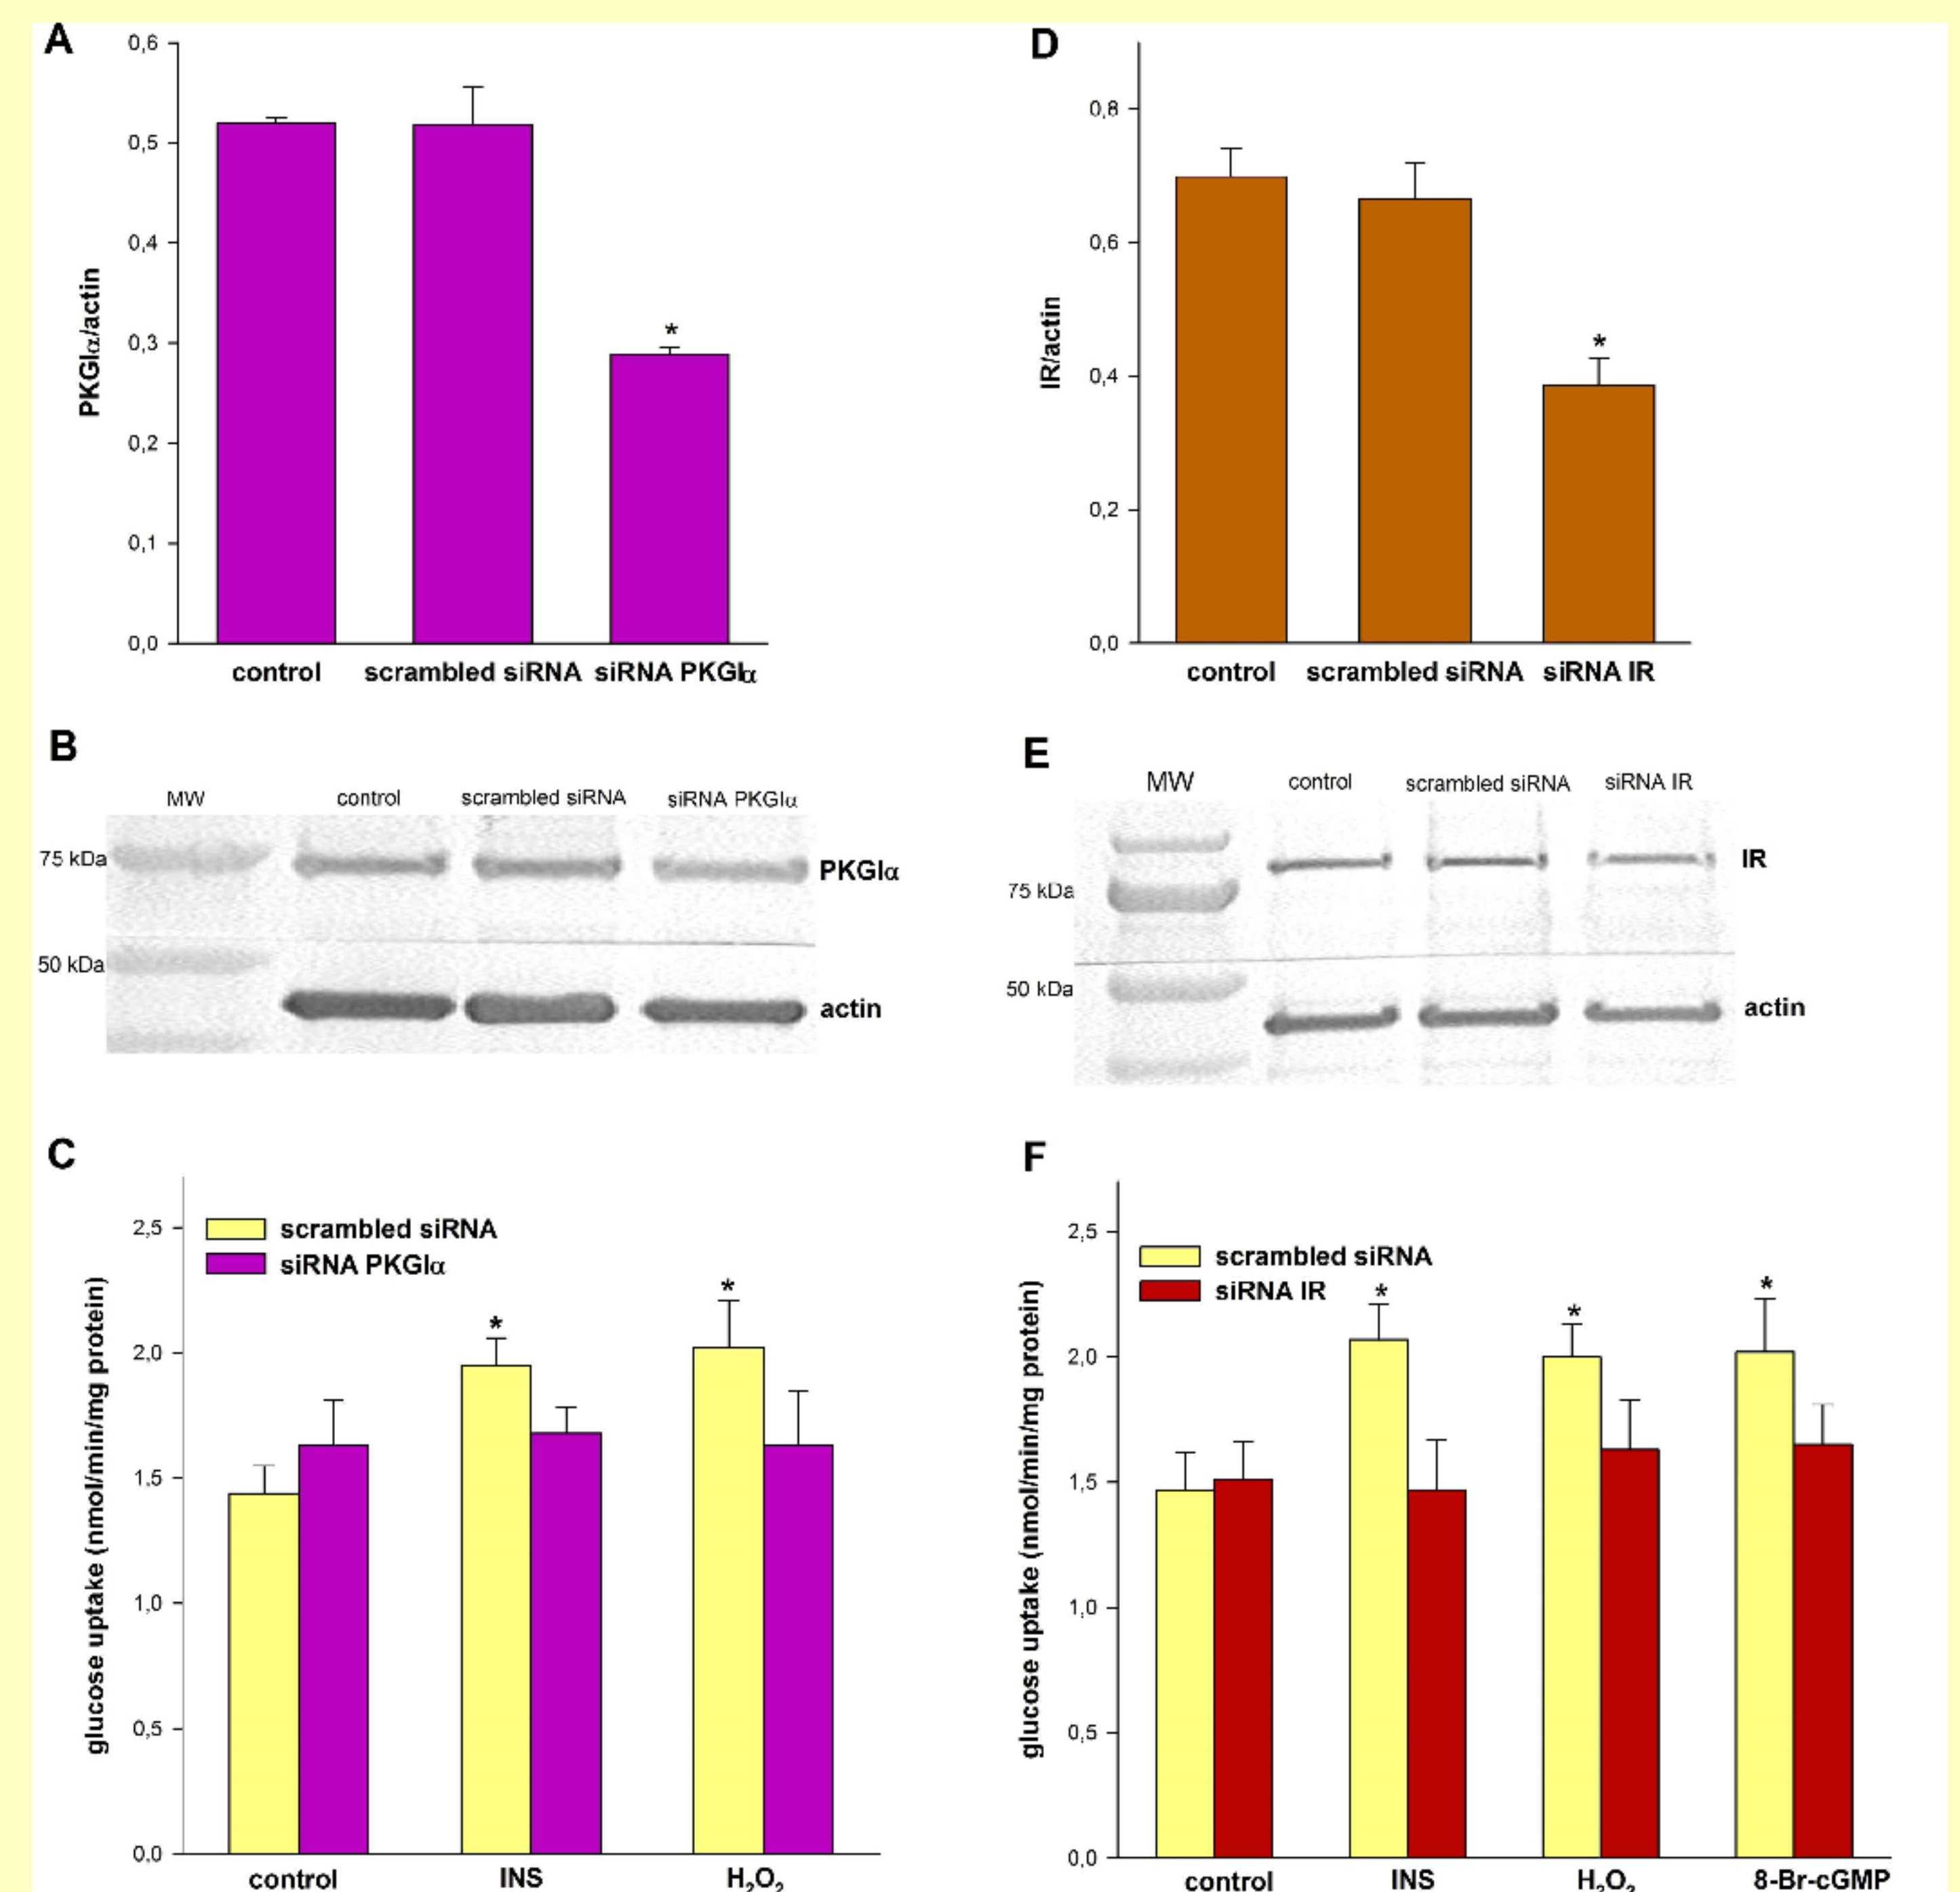 A
0,6
0,5
0,4
0,3
0,2
0,1
0,0
PKGIα/actin
*
control scrambled siRNA siRNA PKGIα
D
0,8
0,6
0,4
0,2
0,0
IR/actin
*
control scrambled siRNA siRNA IR
B
MW control scrambled siRNA siRNA PKGIα
75 kDa PKGIα
50 kDa
actin
E
MW control scrambled siRNA siRNA IR
IR
75 kDa
50 kDa
actin
C
scrambled siRNA
siRNA PKGIα
2,5
2,0
1,5
1,0
0,5
0,0
glucose uptake (nmol/min/mg protein)
* *
control INS H₂O₂
F
scrambled siRNA
siRNA IR
2,5
2,0
1,5
1,0
0,5
0,0
glucose uptake (nmol/min/mg protein)
* * *
control INS H₂O₂ 8-Br-cGMP